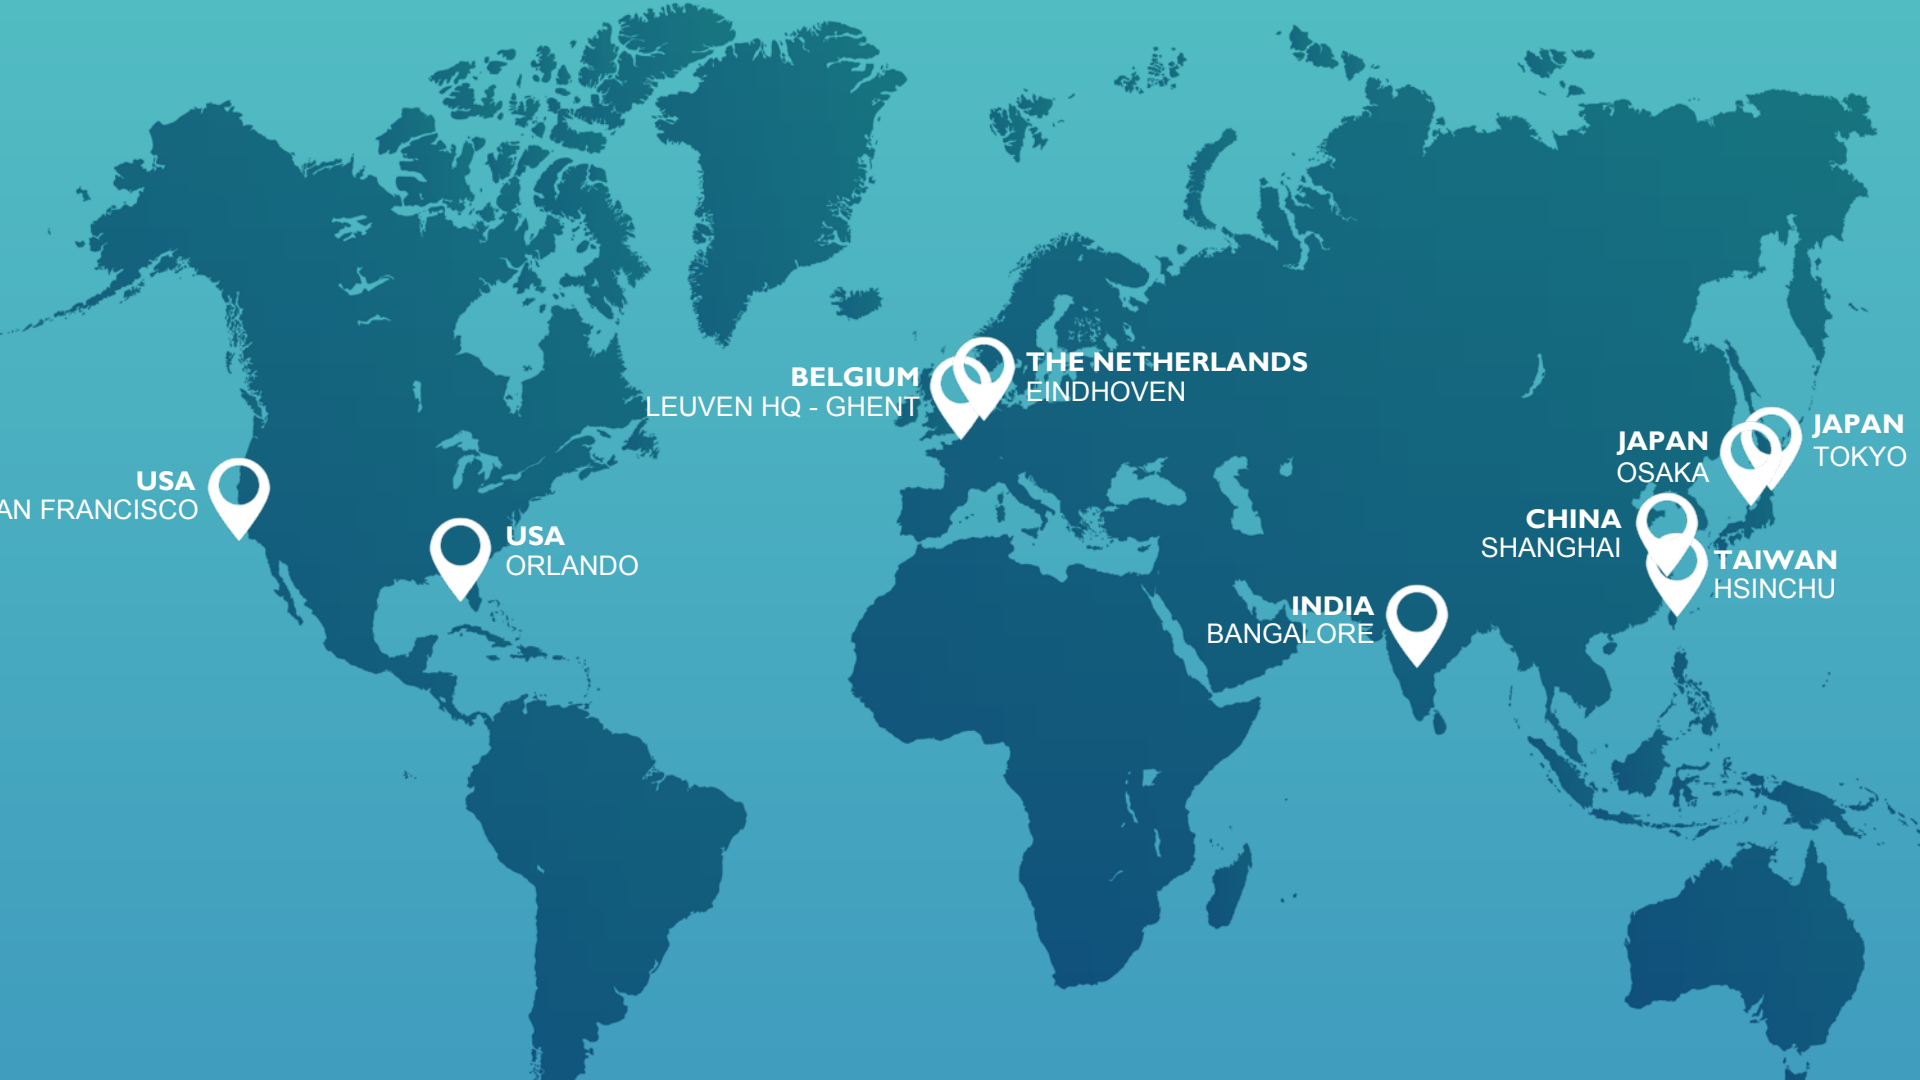 THE NETHERLANDS
EINDHOVEN
BELGIUM
LEUVEN HQ - GHENT
JAPAN
TOKYO
JAPAN
OSAKA
USA
AN FRANCISCO
CHINA
SHANGHAI
USA
ORLANDO
TAIWAN
HSINCHU
INDIA
BANGALORE